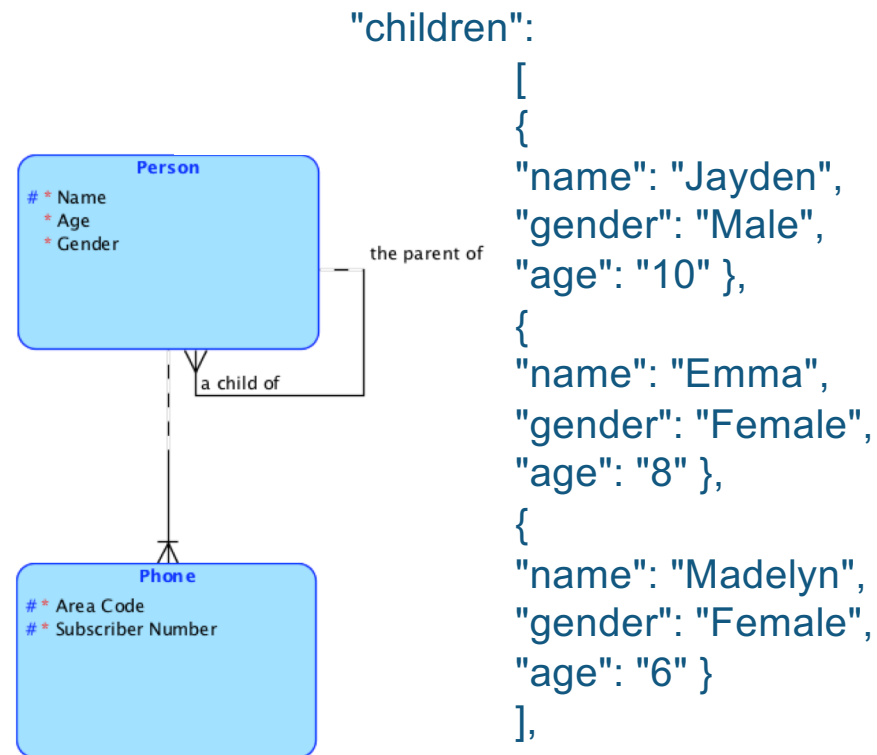 "children":
[
{
"name": "Jayden",
"gender": "Male",
"age": "10" },
{
"name": "Emma",
"gender": "Female",
"age": "8" },
{
"name": "Madelyn",
"gender": "Female",
"age": "6" }
],
Person
# * Name
* Age
* Gender
the parent of
a child of
Phone
# * Area Code
# * Subscriber Number